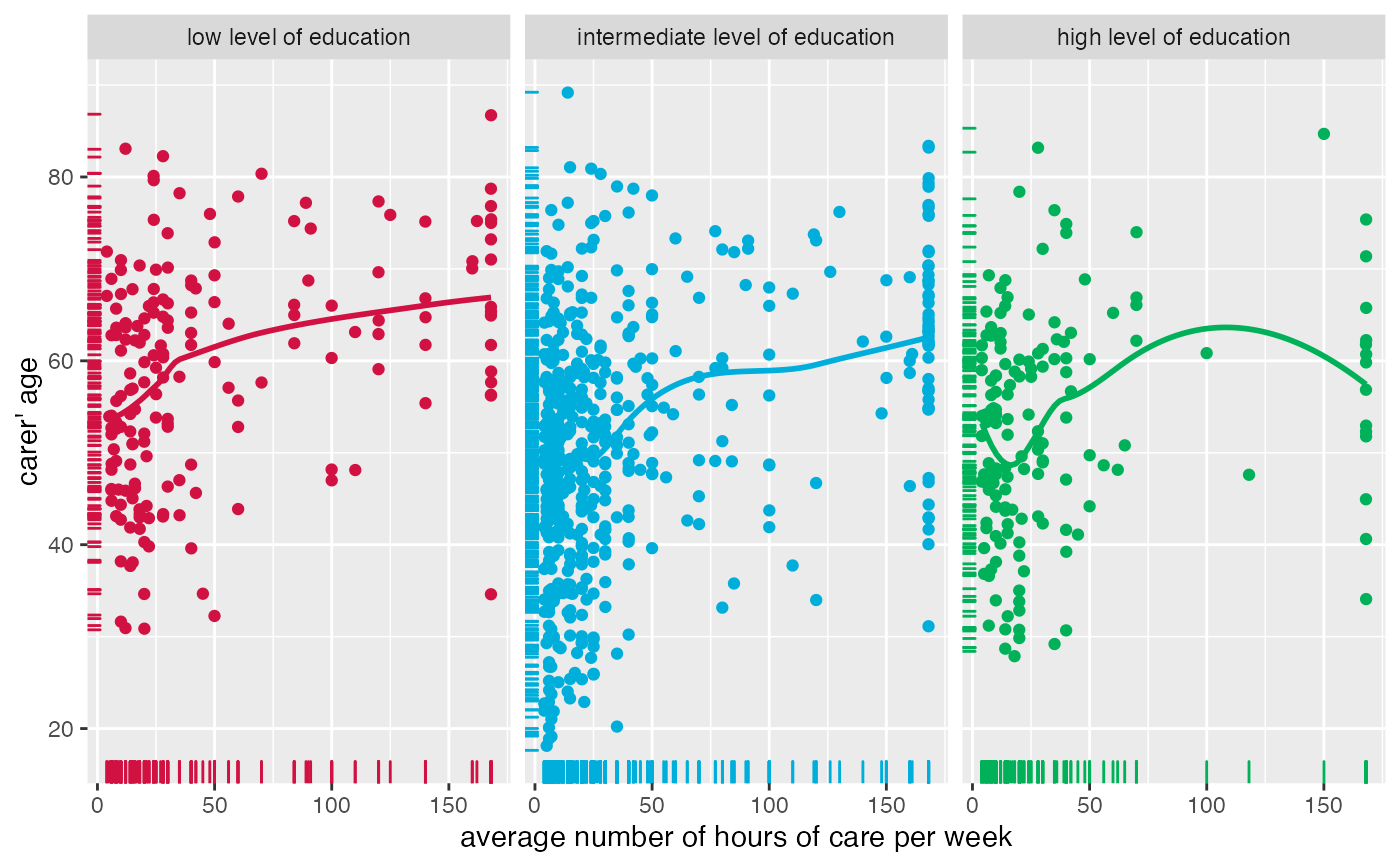 low level of education
intermediate level of education
high level of education
80
60
40
20
carer' age
0 50 100 150
0 50 100 150
0 50 100 150
average number of hours of care per week